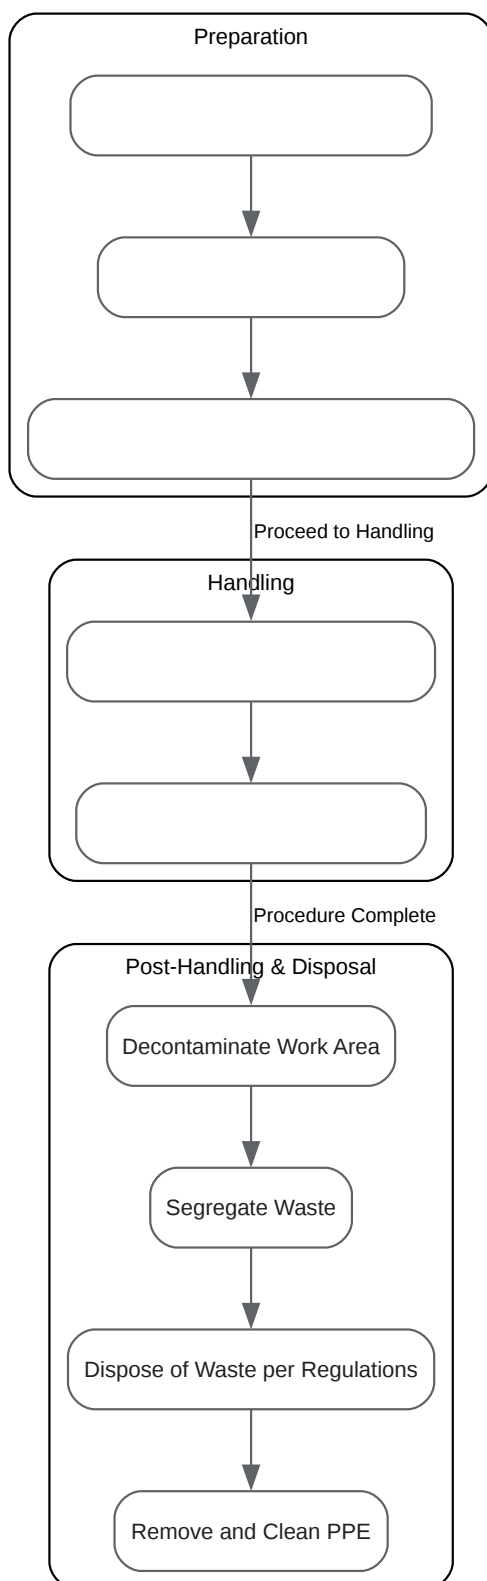 Preparation
Proceed to Handling
Handling
Procedure Complete
Post-Handling & Disposal
Decontaminate Work Area
Segregate Waste
Dispose of Waste per Regulations
Remove and Clean PPE